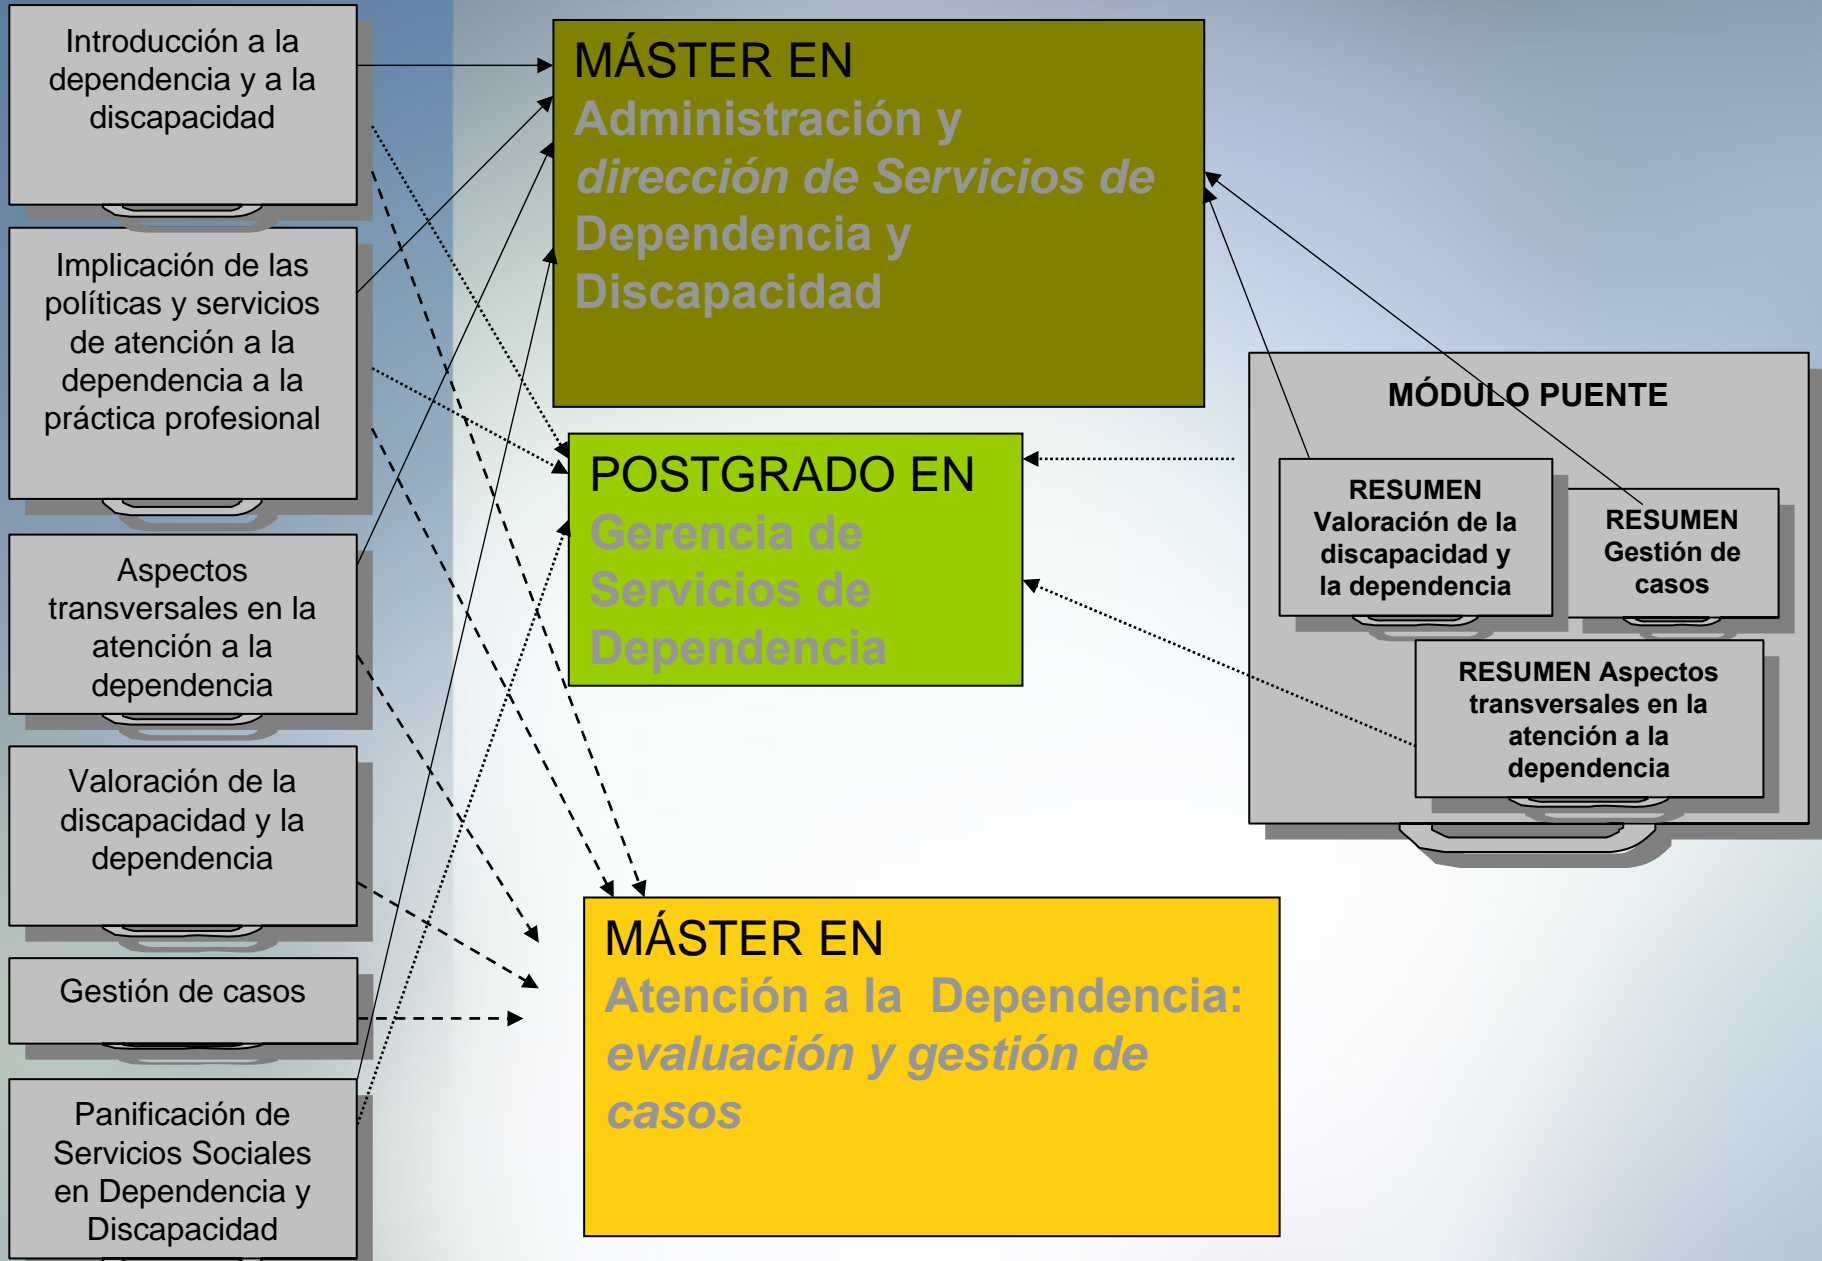 Introducción a la
dependencia y a la
discapacidad
Implicación de las
políticas y servicios
de atención a la
dependencia a la
práctica profesional
Aspectos
transversales en la
atención a la
dependencia
Valoración de la
discapacidad y la
dependencia
Gestión de casos
Panificación de
Servicios Sociales
en Dependencia y
Discapacidad
MÁSTER EN
Administración y
dirección de Servicios de
Dependencia y
Discapacidad
POSTGRADO EN
Gerencia de
Servicios de
Dependencia
MÁSTER EN
Atención a la  Dependencia:
evaluación y gestión de
casos
MÓDULO PUENTE
RESUMEN
Valoración de la
discapacidad y
la dependencia
RESUMEN
Gestión de
casos
RESUMEN Aspectos
transversales en la
atención a la
dependencia